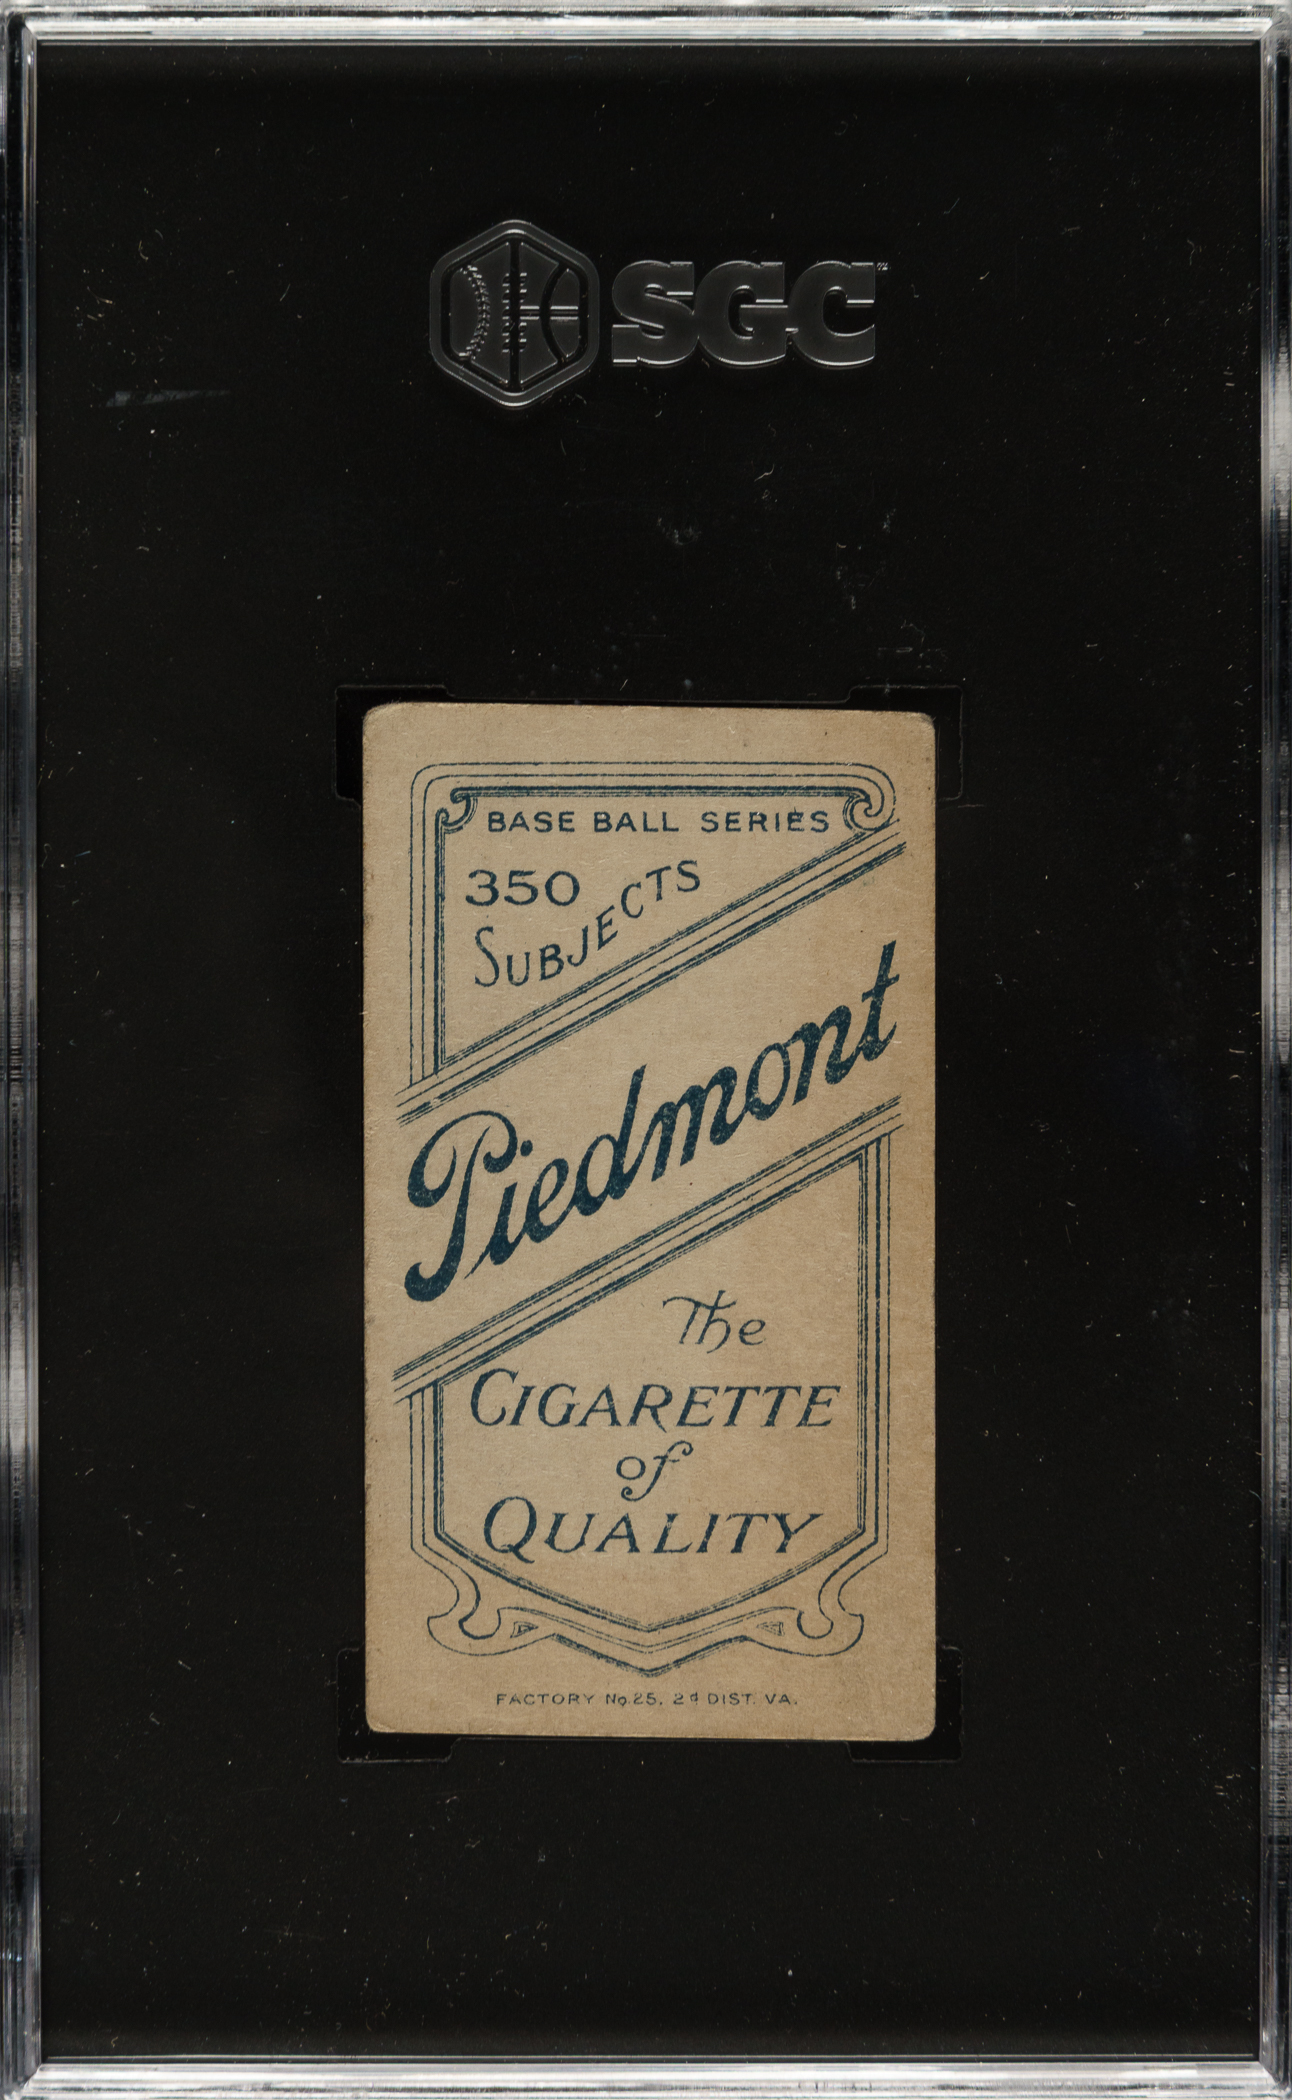 SGC
BASE BALL SERIES
350
SUBJECTS
Piedmont
The
CIGARETTE
of
QUALITY
FACTORY No.25, 2d DIST. VA.